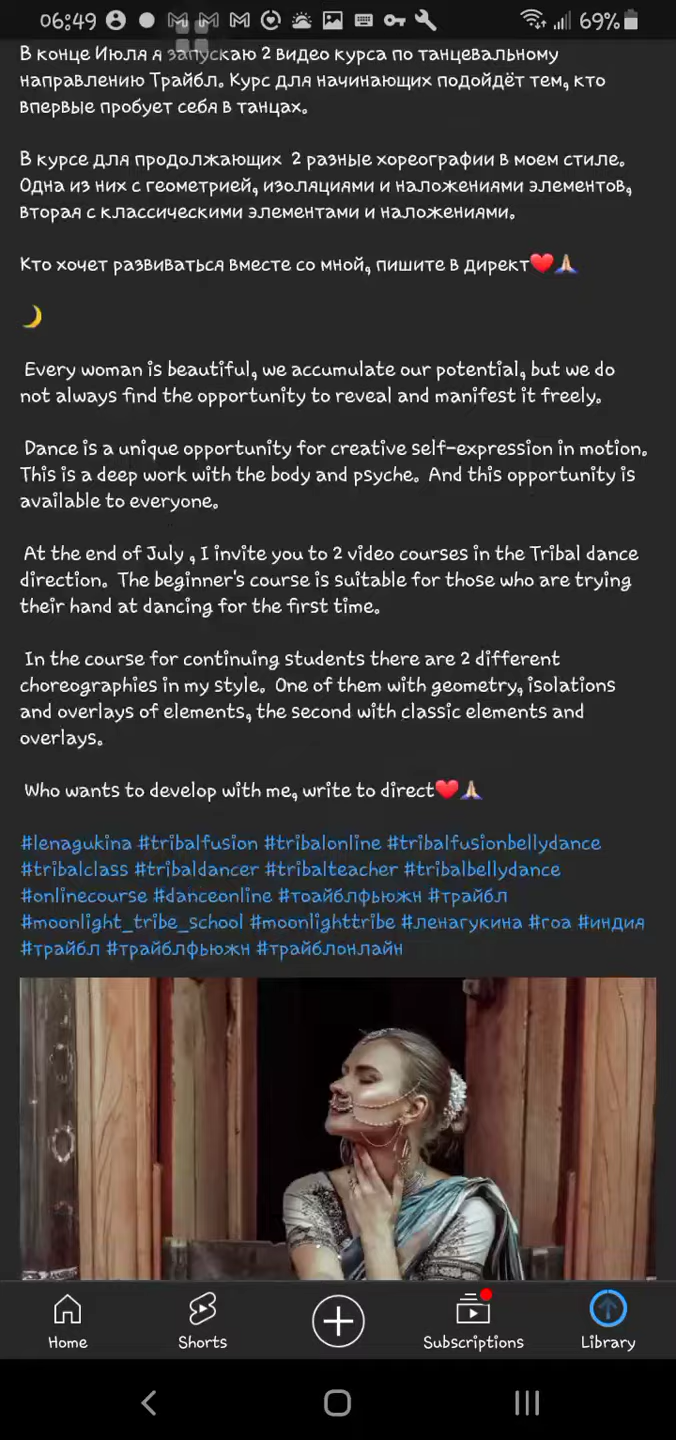 06:49
69%
В конце Июля я запускаю 2 видео курса по танцевальному
направлению Трайбл. Курс для начинающих подойдёт тем, кто
впервые пробует себя в танцах.
В курсе для продолжающих 2 разные хореографии в моем стиле.
Одна из них с геометрией, изоляциями и наложениями элементов,
вторая с классическими элементами и наложениями.
Кто хочет развиваться вместе со мной, пишите в директ❤️🙏🏼
🌙
Every woman is beautiful, we accumulate our potential, but we do
not always find the opportunity to reveal and manifest it freely.
Dance is a unique opportunity for creative self-expression in motion.
This is a deep work with the body and psyche. And this opportunity is
available to everyone.
At the end of July , I invite you to 2 video courses in the Tribal dance
direction. The beginner's course is suitable for those who are trying
their hand at dancing for the first time.
In the course for continuing students there are 2 different
choreographies in my style. One of them with geometry, isolations
and overlays of elements, the second with classic elements and
overlays.
Who wants to develop with me, write to direct❤️🙏🏼
#lenagukina #tribalfusion #tribalonline #tribalfusionbellydance
#tribalclass #tribaldancer #tribalteacher #tribalbellydance
#onlinecourse #danceonline #тоайблфьюжн #трайбл
#moonlight_tribe_school #moonlighttribe #ленагукина #гоа #индия
#трайбл #трайблфьюжн #трайблонлайн
Home
Shorts
Subscriptions
Library